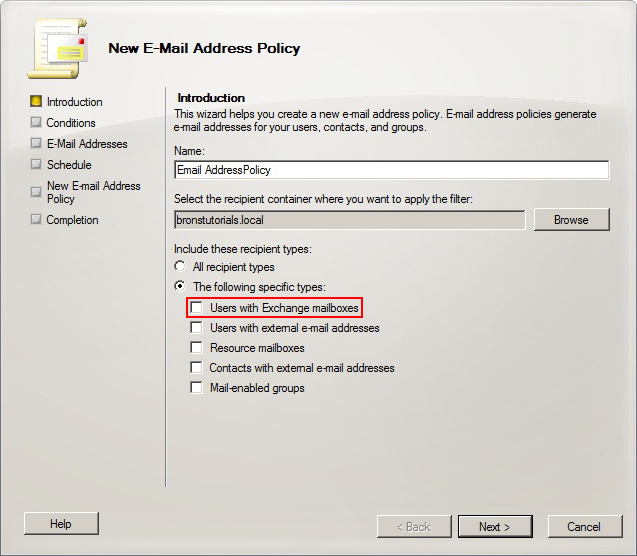 New E-Mail Address Policy
Introduction
Conditions
E-Mail Addresses
Schedule
New E-mail Address
Policy
Completion
Introduction
This wizard helps you create a new e-mail address policy. E-mail address policies generate
e-mail addresses for your users, contacts, and groups.
Name:
Email AddressPolicy
Select the recipient container where you want to apply the filter:
bronstutorials.local
Browse
Include these recipient types:
All recipient types
The following specific types:
Users with Exchange mailboxes
Users with external e-mail addresses
Resource mailboxes
Contacts with external e-mail addresses
Mail-enabled groups
Help
< Back
Next >
Cancel